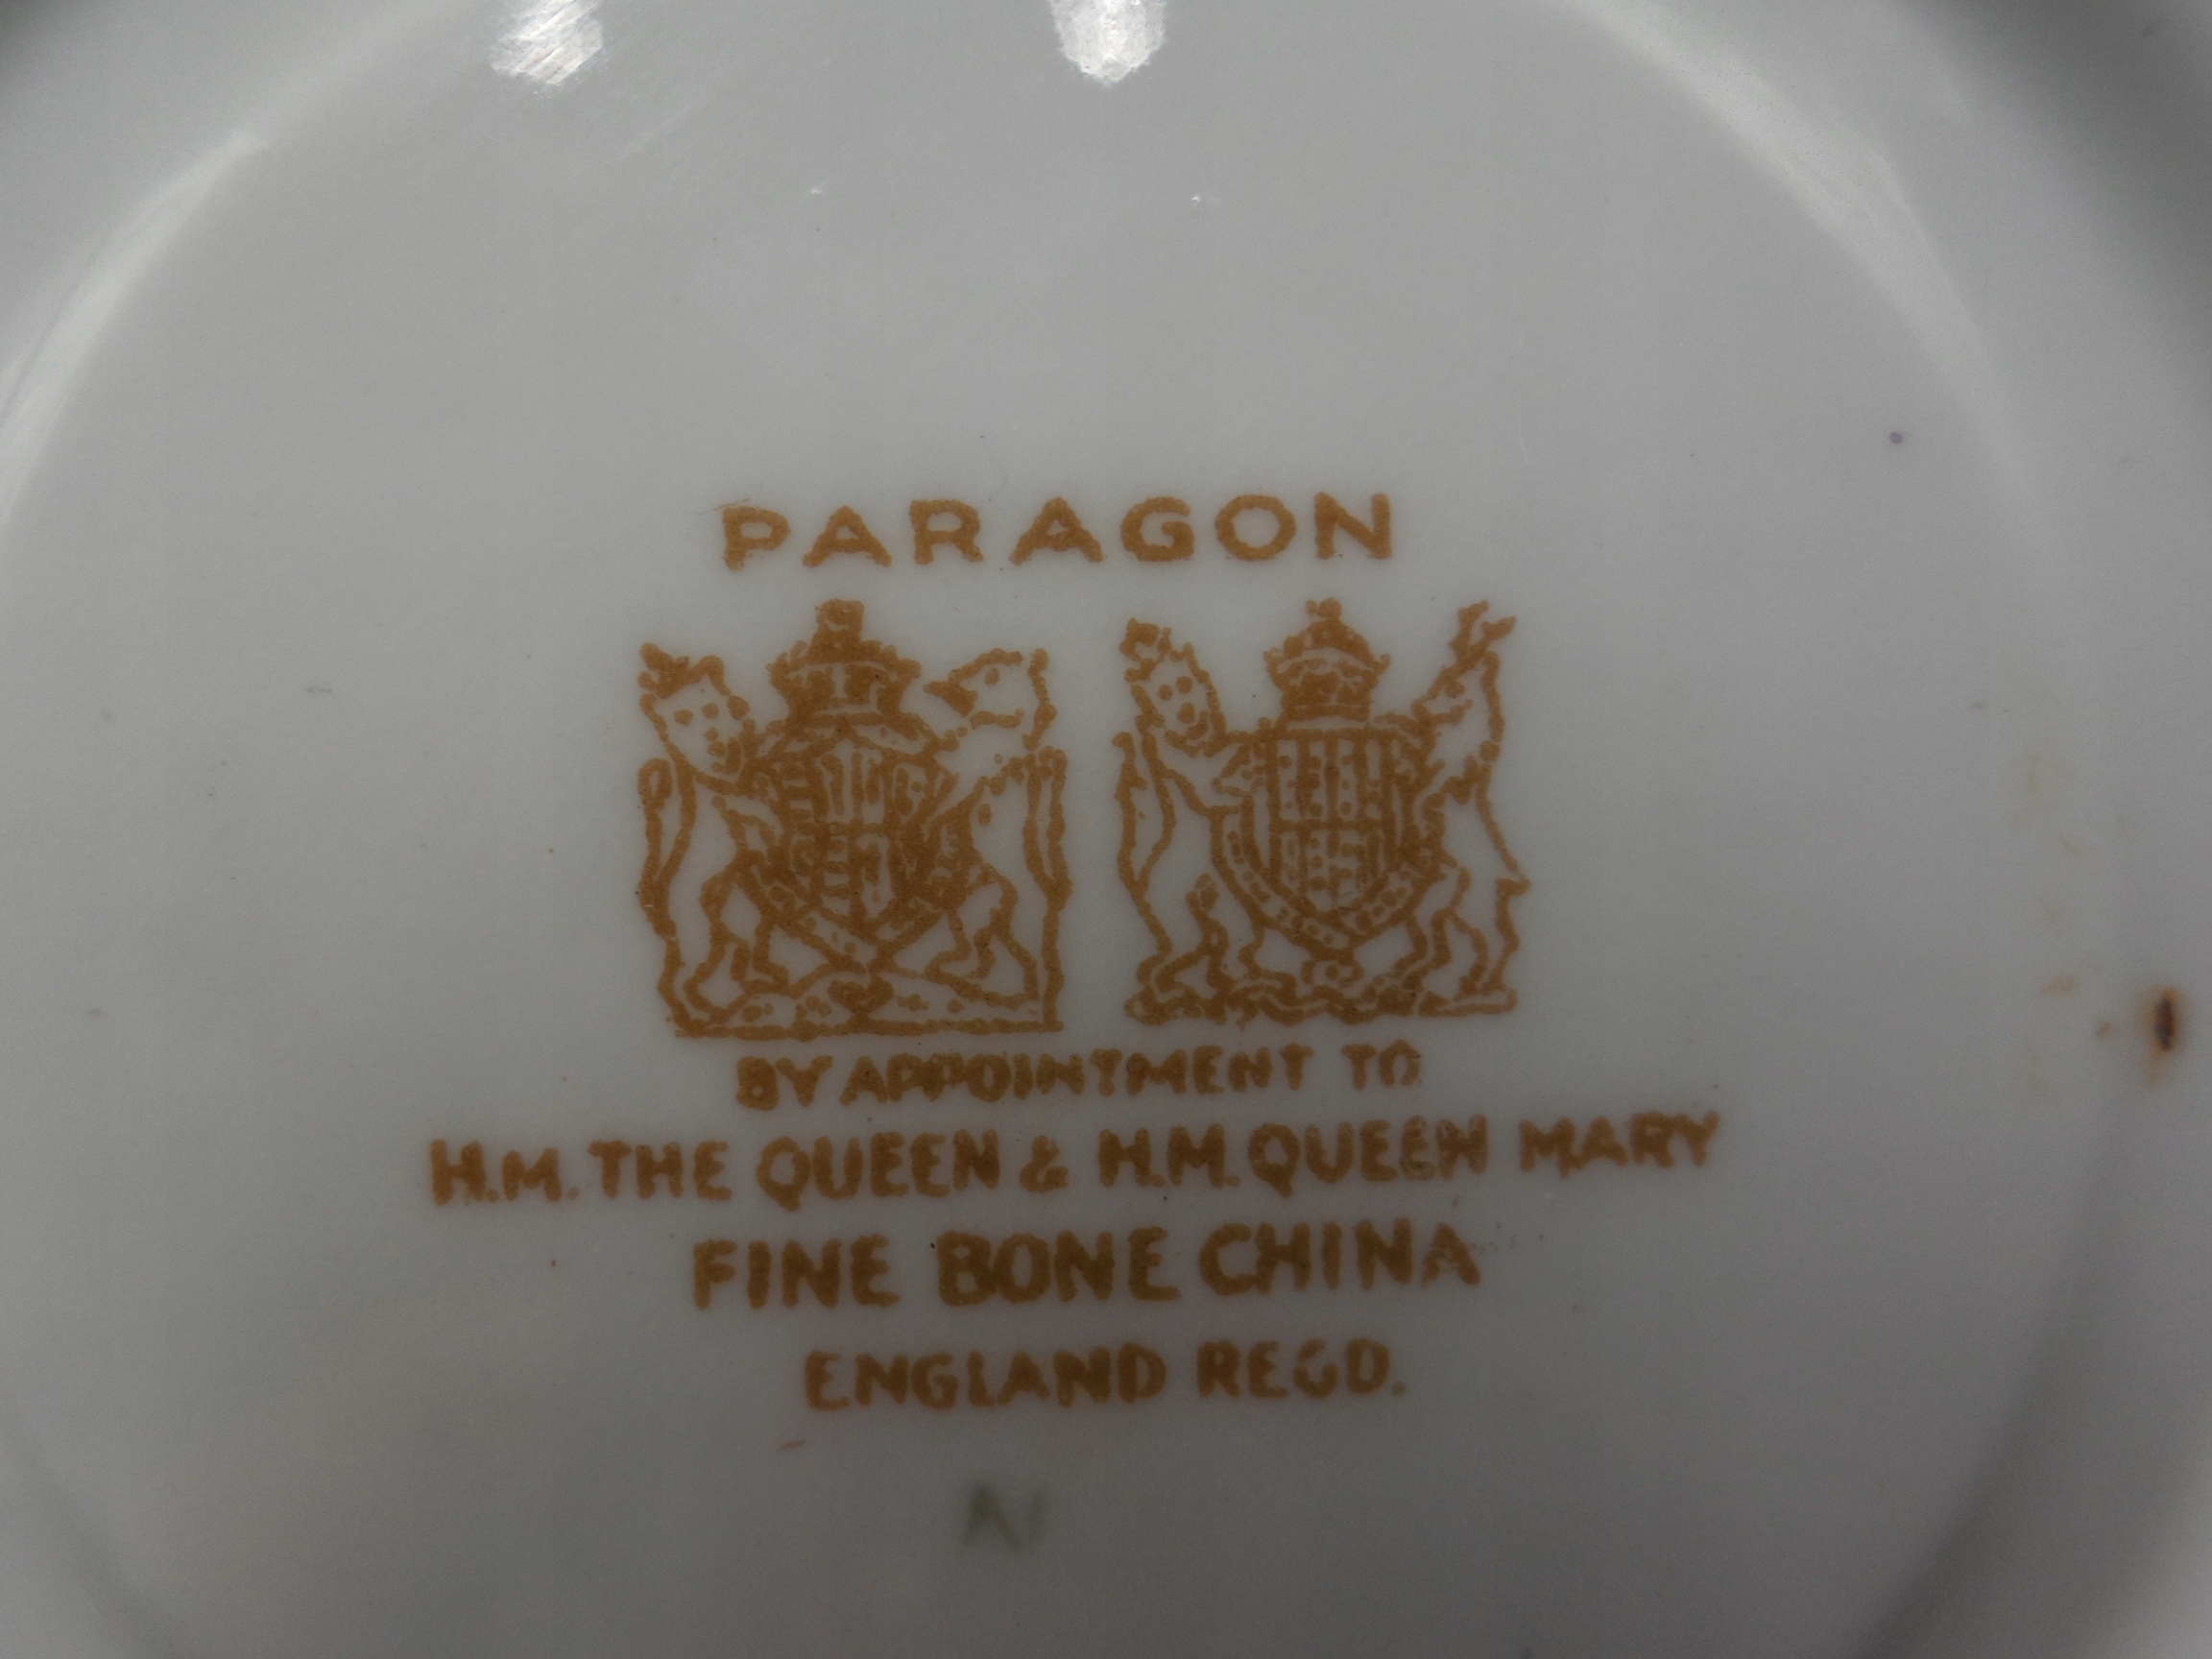 PARAGON
BY APPOINTMENT TO
H.M. THE QUEEN & H.M. QUEEN MARY
FINE BONE CHINA
ENGLAND REGD.